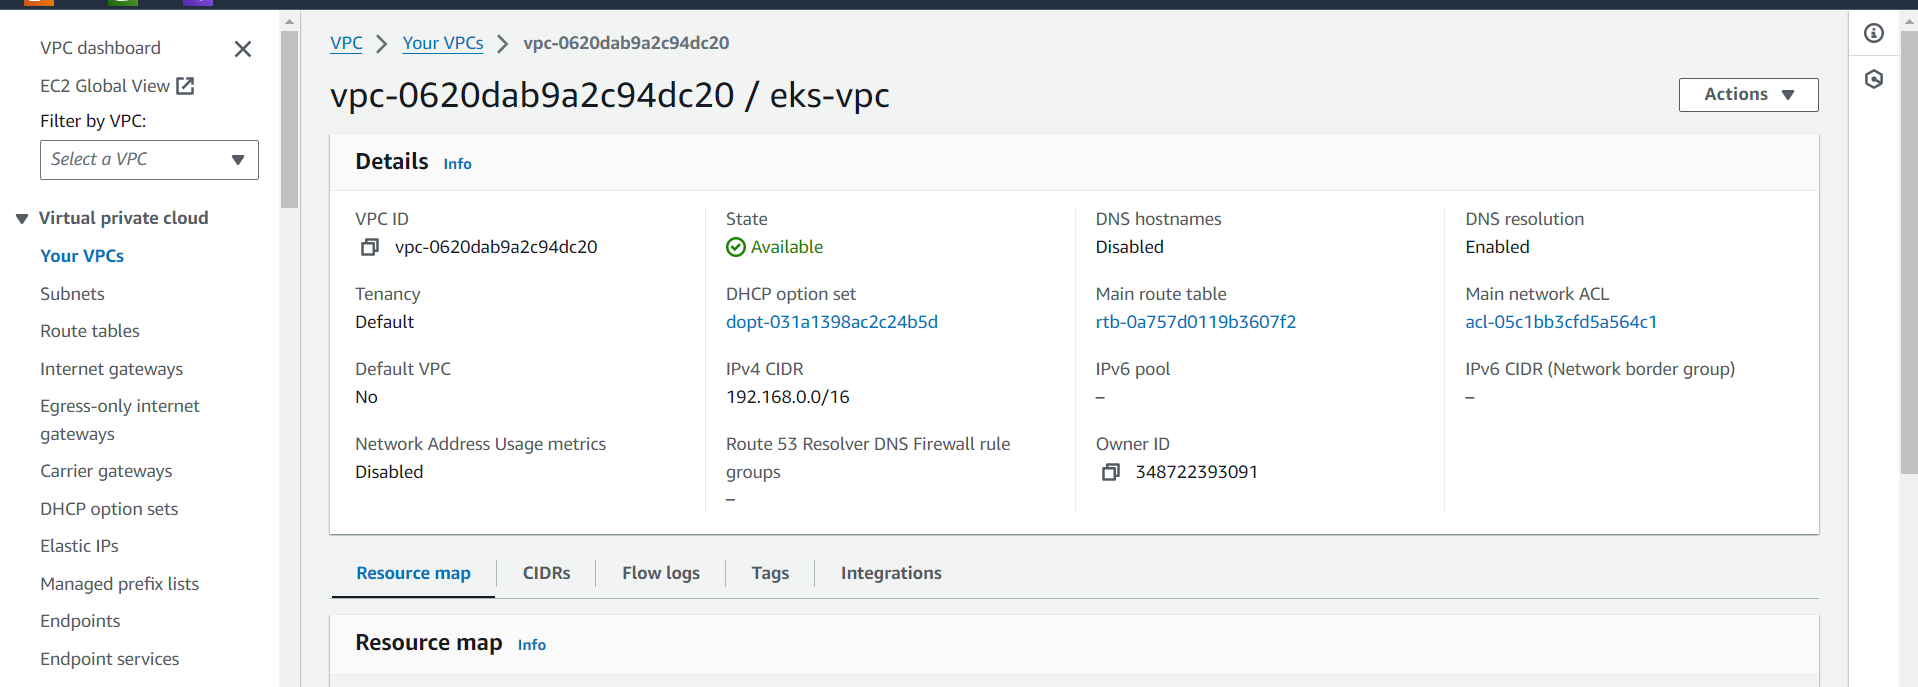 VPC dashboard
EC2 Global View
Filter by VPC:
Select a VPC
Virtual private cloud
Your VPCs
Subnets
Route tables
Internet gateways
Egress-only internet
gateways
Carrier gateways
DHCP option sets
Elastic IPs
Managed prefix lists
Endpoints
Endpoint services
VPC > Your VPCs > vpc-0620dab9a2c94dc20
vpc-0620dab9a2c94dc20 / eks-vpc
Actions
Details Info
VPC ID
vpc-0620dab9a2c94dc20
State
Available
DNS hostnames
Disabled
DNS resolution
Enabled
Tenancy
Default
DHCP option set
dopt-031a1398ac2c24b5d
Main route table
rtb-0a757d0119b3607f2
Main network ACL
acl-05c1bb3cfd5a564c1
Default VPC
No
IPv4 CIDR
192.168.0.0/16
IPv6 pool
–
IPv6 CIDR (Network border group)
–
Network Address Usage metrics
Disabled
Route 53 Resolver DNS Firewall rule
groups
–
Owner ID
348722393091
Resource map CIDRs Flow logs Tags Integrations
Resource map Info